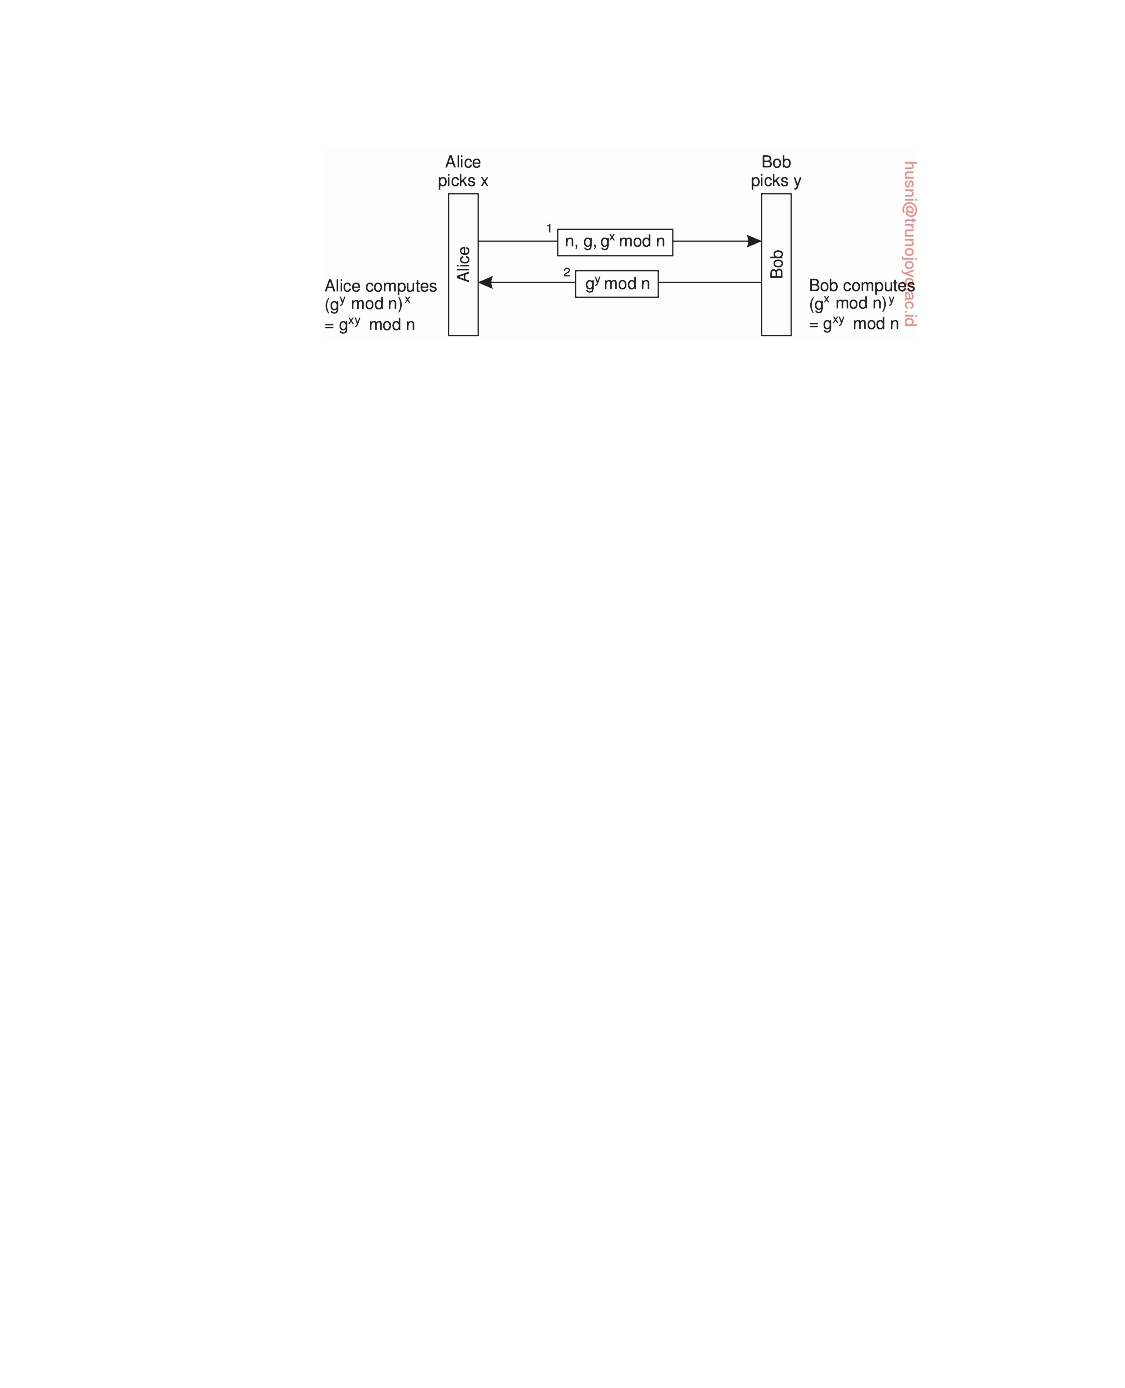 Alice
picks x
Bob
picks y
husni@trunojoyo.ac.id
1
n, g, gˣ mod n
Alice
Bob
2
gʸ mod n
Alice computes
(gʸ mod n)ˣ
= gˣʸ mod n
Bob computes
(gˣ mod n)ʸ
= gˣʸ mod n